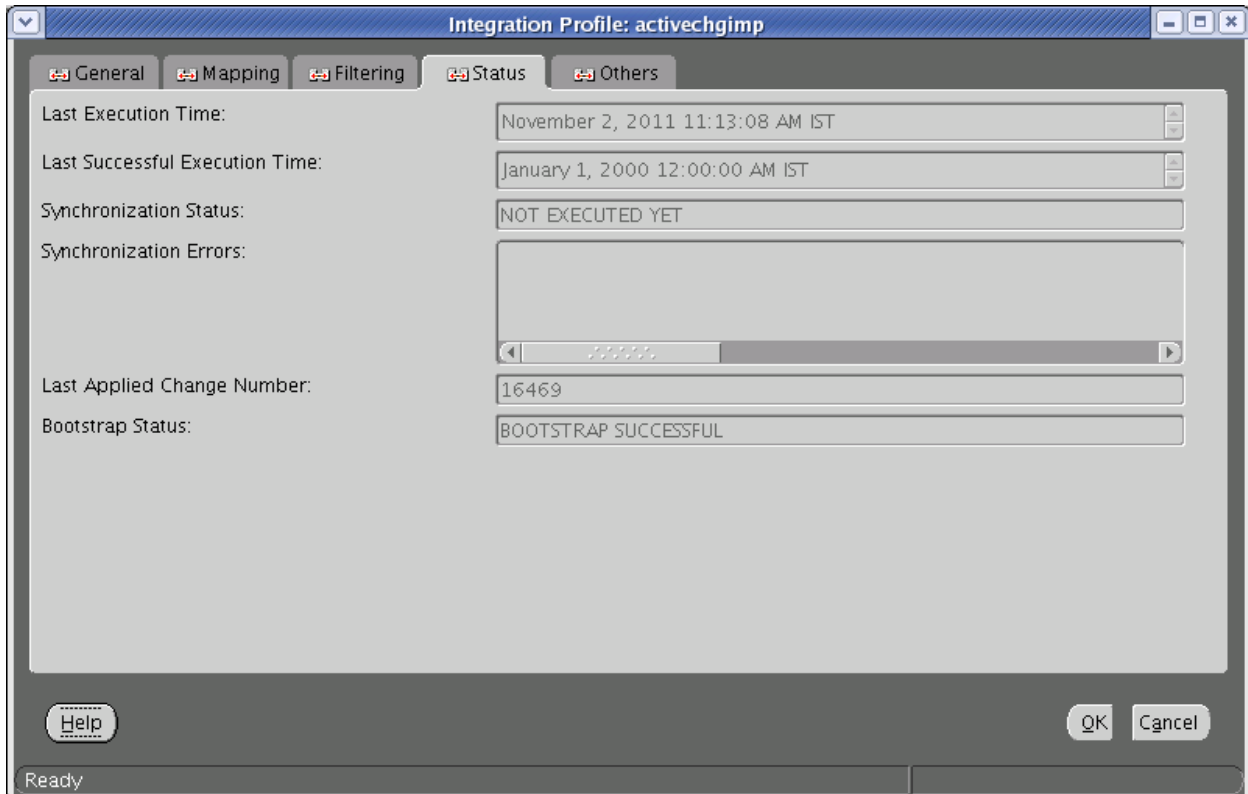 Integration Profile: activechgimp
General
Mapping
Filtering
Status
Others
Last Execution Time:
November 2, 2011 11:13:08 AM IST
Last Successful Execution Time:
January 1, 2000 12:00:00 AM IST
Synchronization Status:
NOT EXECUTED YET
Synchronization Errors:
Last Applied Change Number:
16469
Bootstrap Status:
BOOTSTRAP SUCCESSFUL
Help
OK
Cancel
Ready